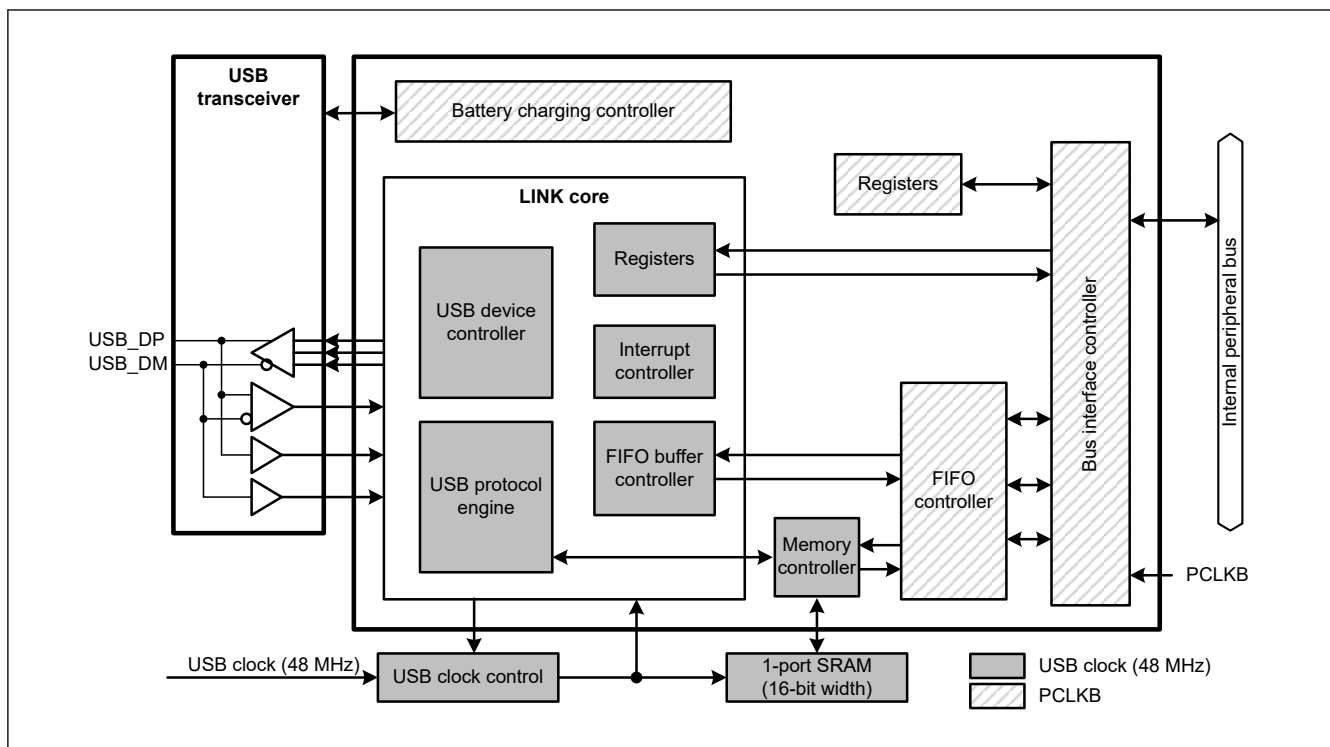 USB
transceiver
Battery charging controller
Registers
LINK core
Registers
USB device
controller
Interrupt
controller
USB_DP
USB_DM
FIFO buffer
controller
USB protocol
engine
FIFO
controller
Memory
controller
Bus interface controller
Internal peripheral bus
PCLKB
USB clock (48 MHz)
USB clock control
1-port SRAM
(16-bit width)
USB clock (48 MHz)
PCLKB